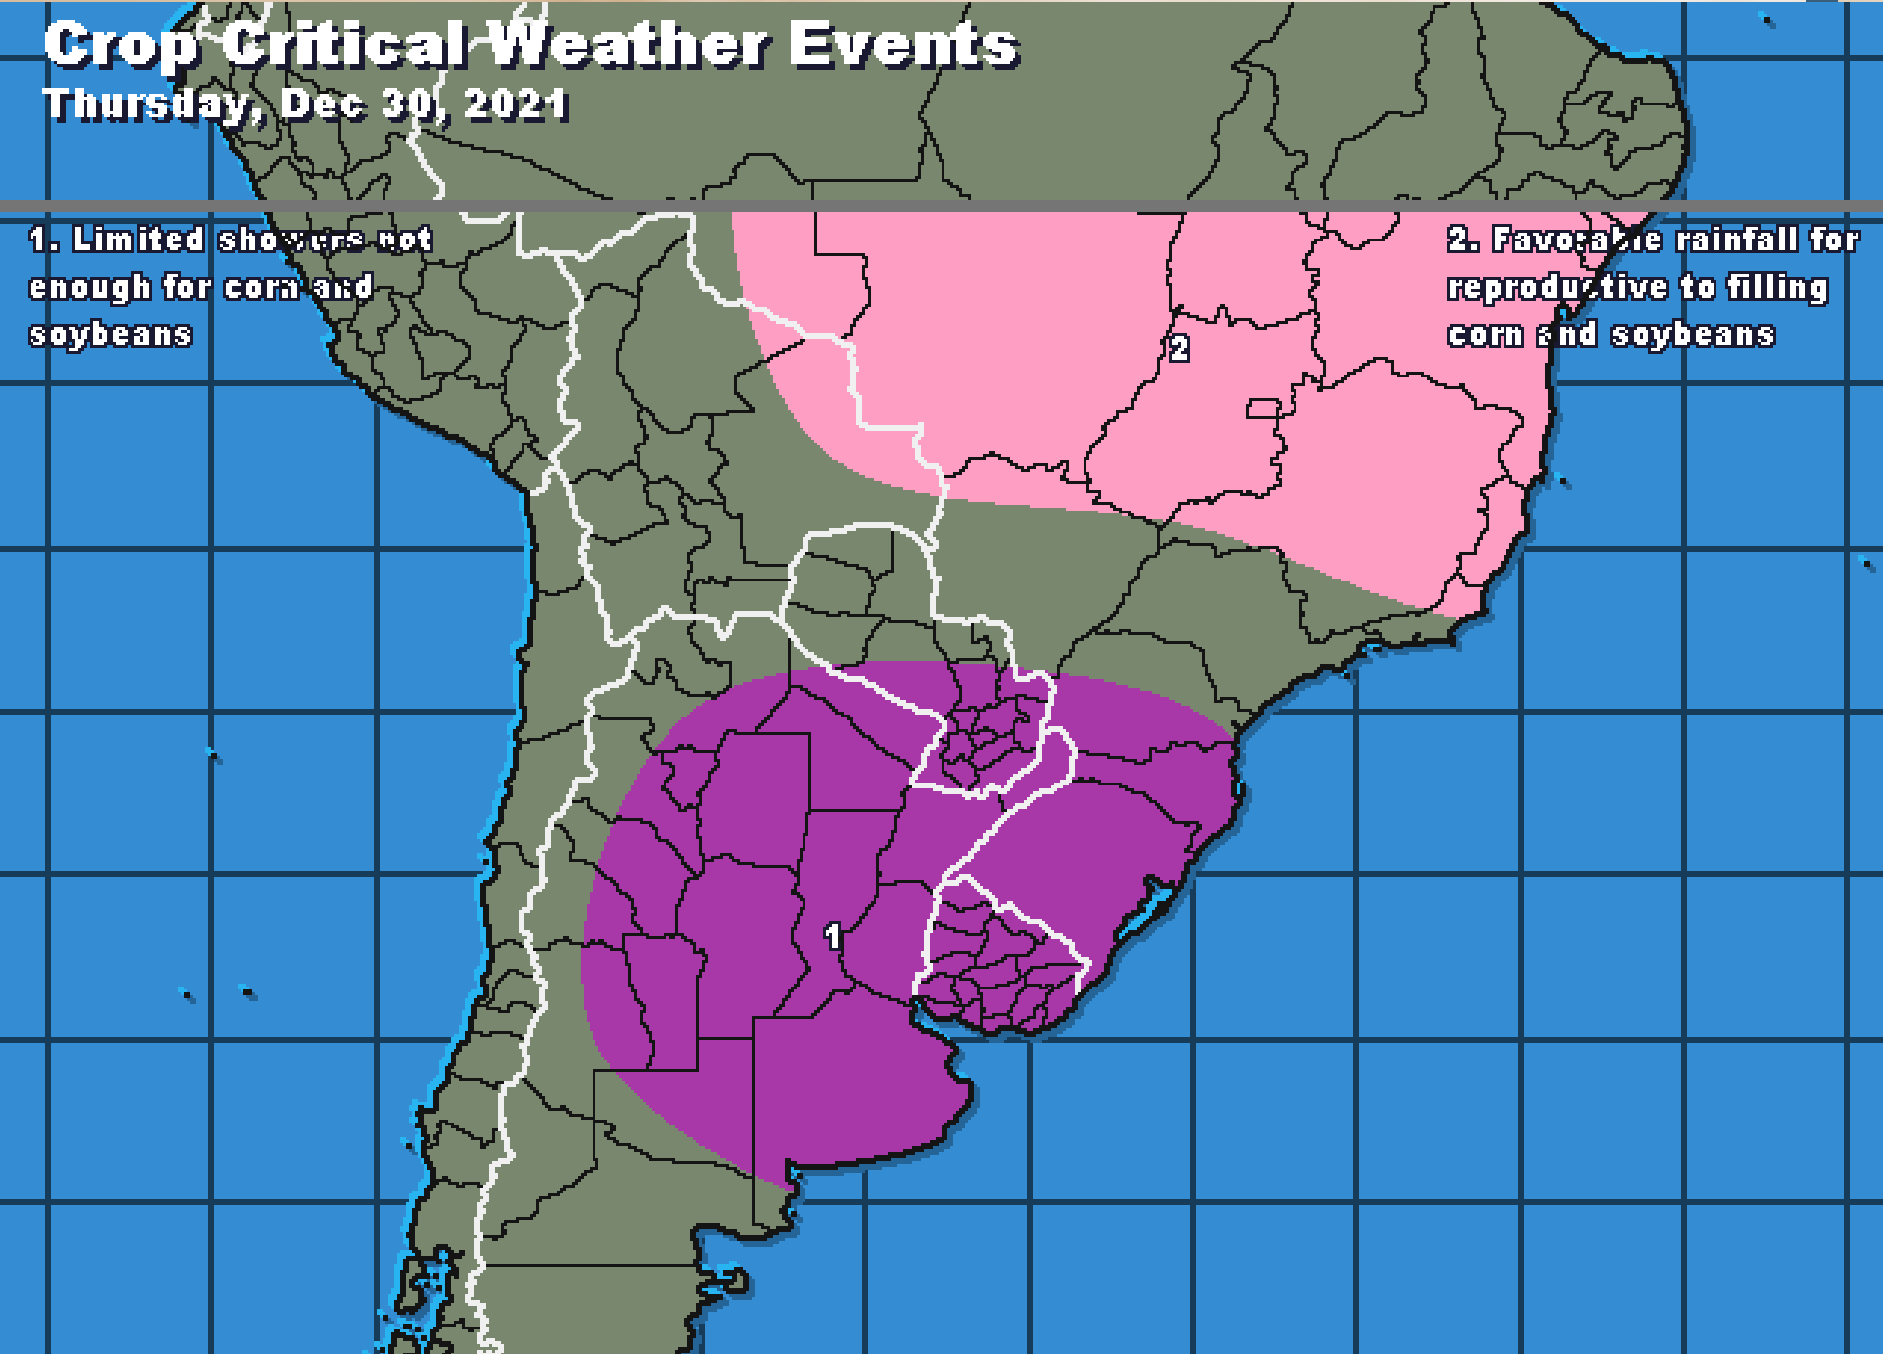 Crop Critical Weather Events
Thursday, Dec 30, 2021
1. Limited showers not
enough for corn and
soybeans
2. Favorable rainfall for
reproductive to filling
corn and soybeans
2
1